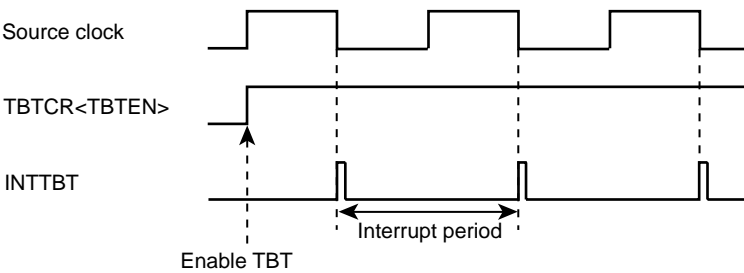 Source clock
TBTCR<TBTEN>
INTTBT
Interrupt period
Enable TBT